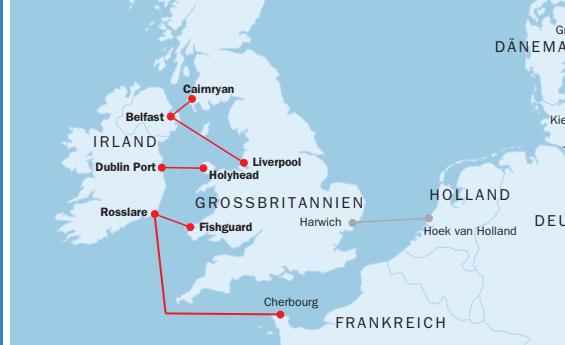 Gr
DÄNEMA
Cairnryan
Belfast
Kie
IRLAND
Liverpool
Dublin Port
Holyhead
HOLLAND
GROSSBRITANNIEN
Rosslare
Harwich
DEU
Fishguard
Hoek van Holland
Cherbourg
FRANKREICH